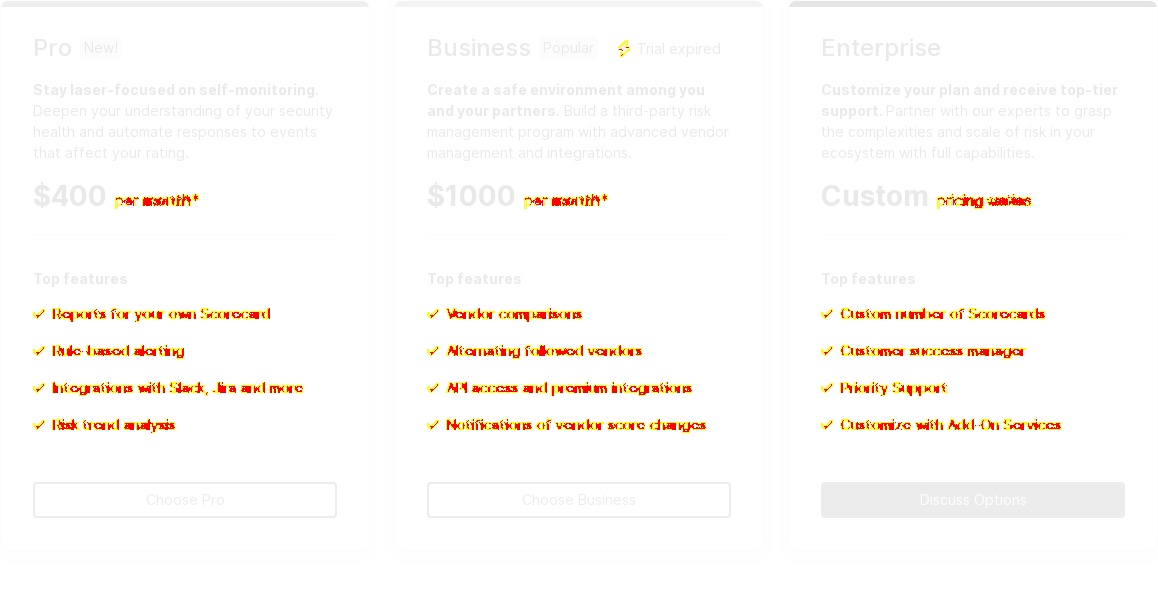 Pro New!
Stay laser-focused on self-monitoring.
Deepen your understanding of your security
health and automate responses to events
that affect your rating.
$400 per month*
Top features
✓ Reports for your own Scorecard
✓ Rule-based alerting
✓ Integrations with Slack, Jira and more
✓ Risk trend analysis
Choose Pro
Business Popular Trial expired
Create a safe environment among you
and your partners. Build a third-party risk
management program with advanced vendor
management and integrations.
$1000 per month*
Top features
✓ Vendor comparisons
✓ Alternating followed vendors
✓ API access and premium integrations
✓ Notifications of vendor score changes
Choose Business
Enterprise
Customize your plan and receive top-tier
support. Partner with our experts to grasp
the complexities and scale of risk in your
ecosystem with full capabilities.
Custom pricing varies
Top features
✓ Custom number of Scorecards
✓ Customer success manager
✓ Priority Support
✓ Customize with Add-On Services
Discuss Options